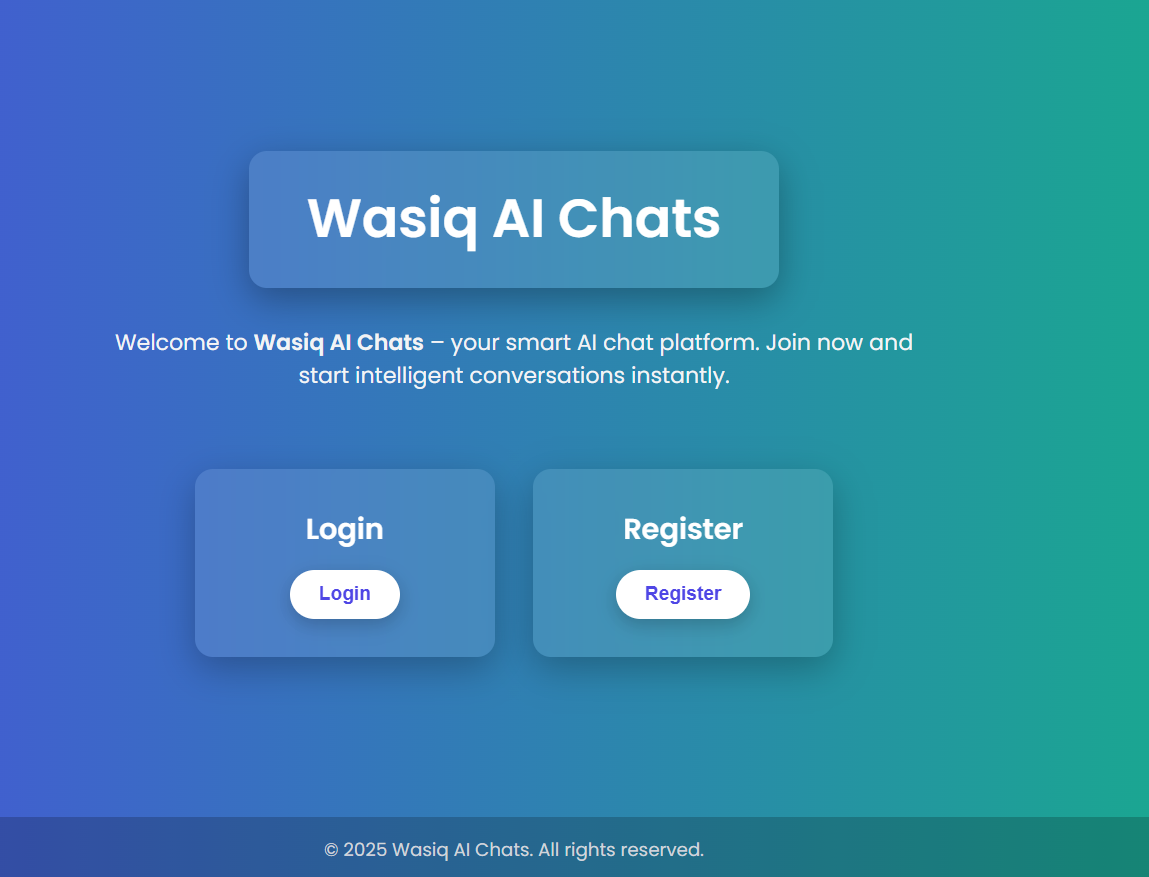 Wasiq AI Chats
Welcome to Wasiq AI Chats – your smart AI chat platform. Join now and
start intelligent conversations instantly.
Login
Login
Register
Register
© 2025 Wasiq AI Chats. All rights reserved.